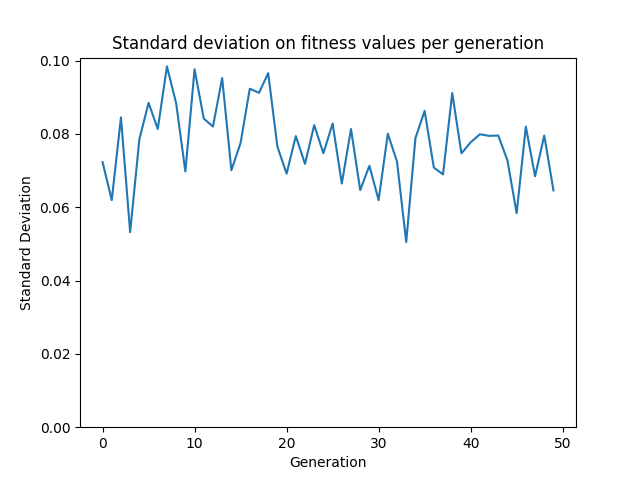 Standard deviation on fitness values per generation
0.10
0.08
0.06
0.04
0.02
0.00
Standard Deviation
0 10 20 30 40 50
Generation